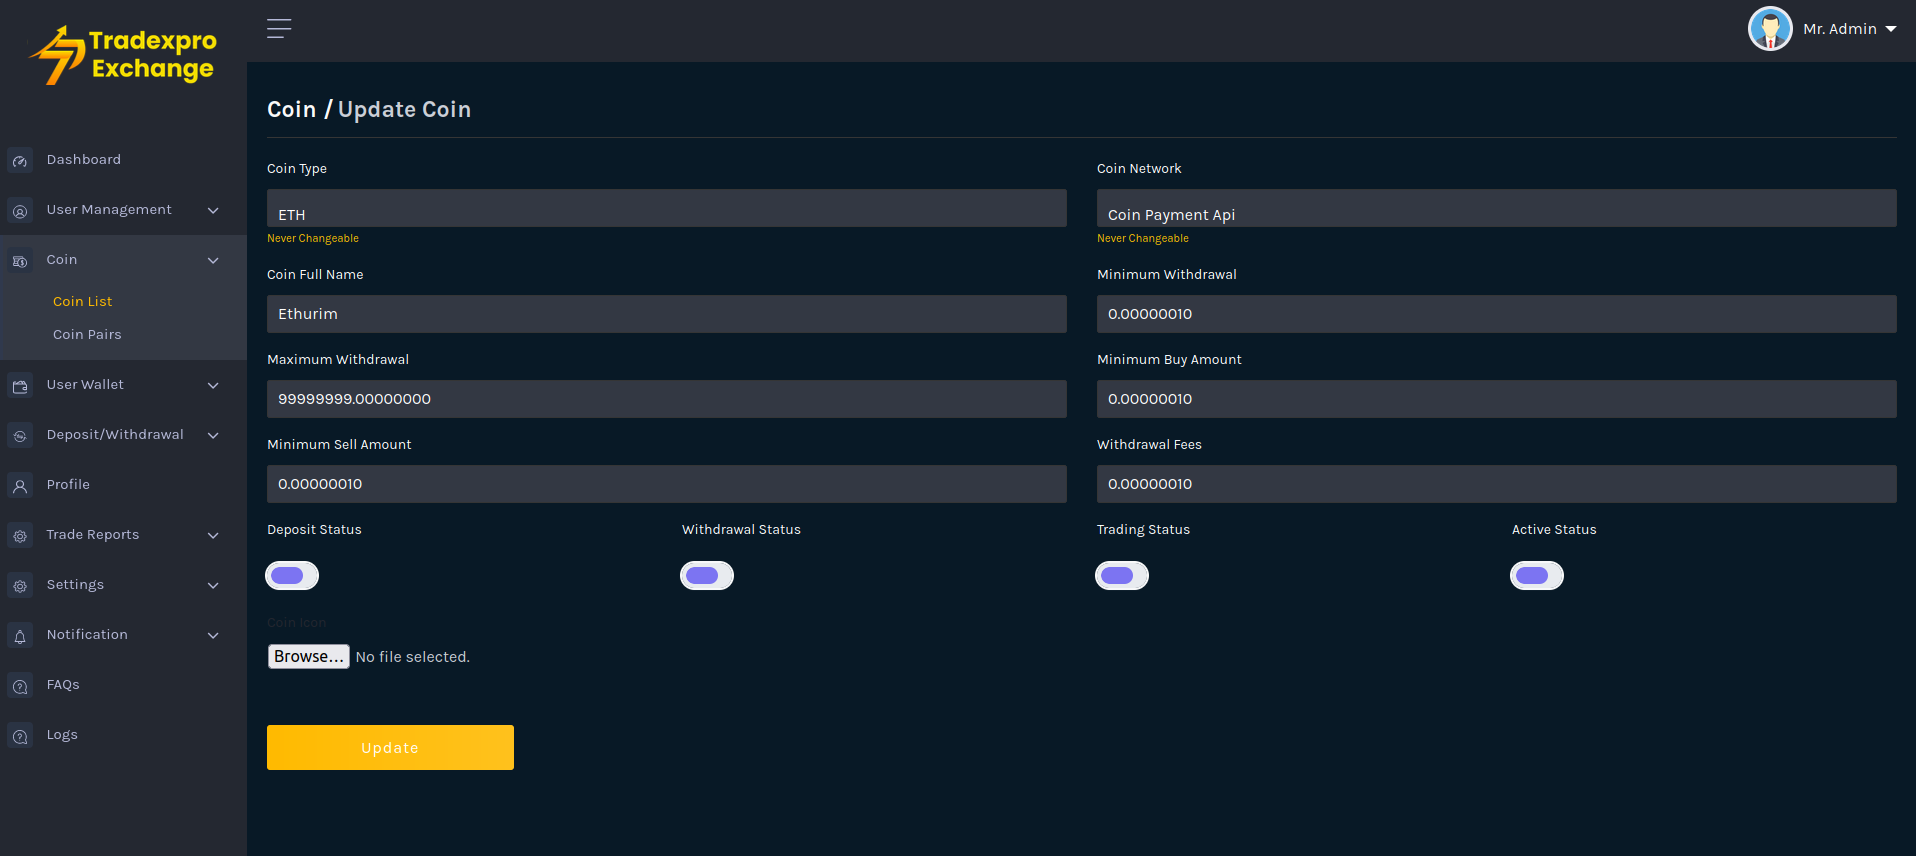 Tradexpro
Exchange
Mr. Admin
Dashboard
User Management
Coin
Coin List
Coin Pairs
User Wallet
Deposit/Withdrawal
Profile
Trade Reports
Settings
Notification
FAQs
Logs
Coin / Update Coin
Coin Type
Coin Network
ETH
Coin Payment Api
Never Changeable
Never Changeable
Coin Full Name
Minimum Withdrawal
Ethurim
0.00000010
Maximum Withdrawal
Minimum Buy Amount
99999999.00000000
0.00000010
Minimum Sell Amount
Withdrawal Fees
0.00000010
0.00000010
Deposit Status
Withdrawal Status
Trading Status
Active Status
Coin Icon
Browse... No file selected.
Update